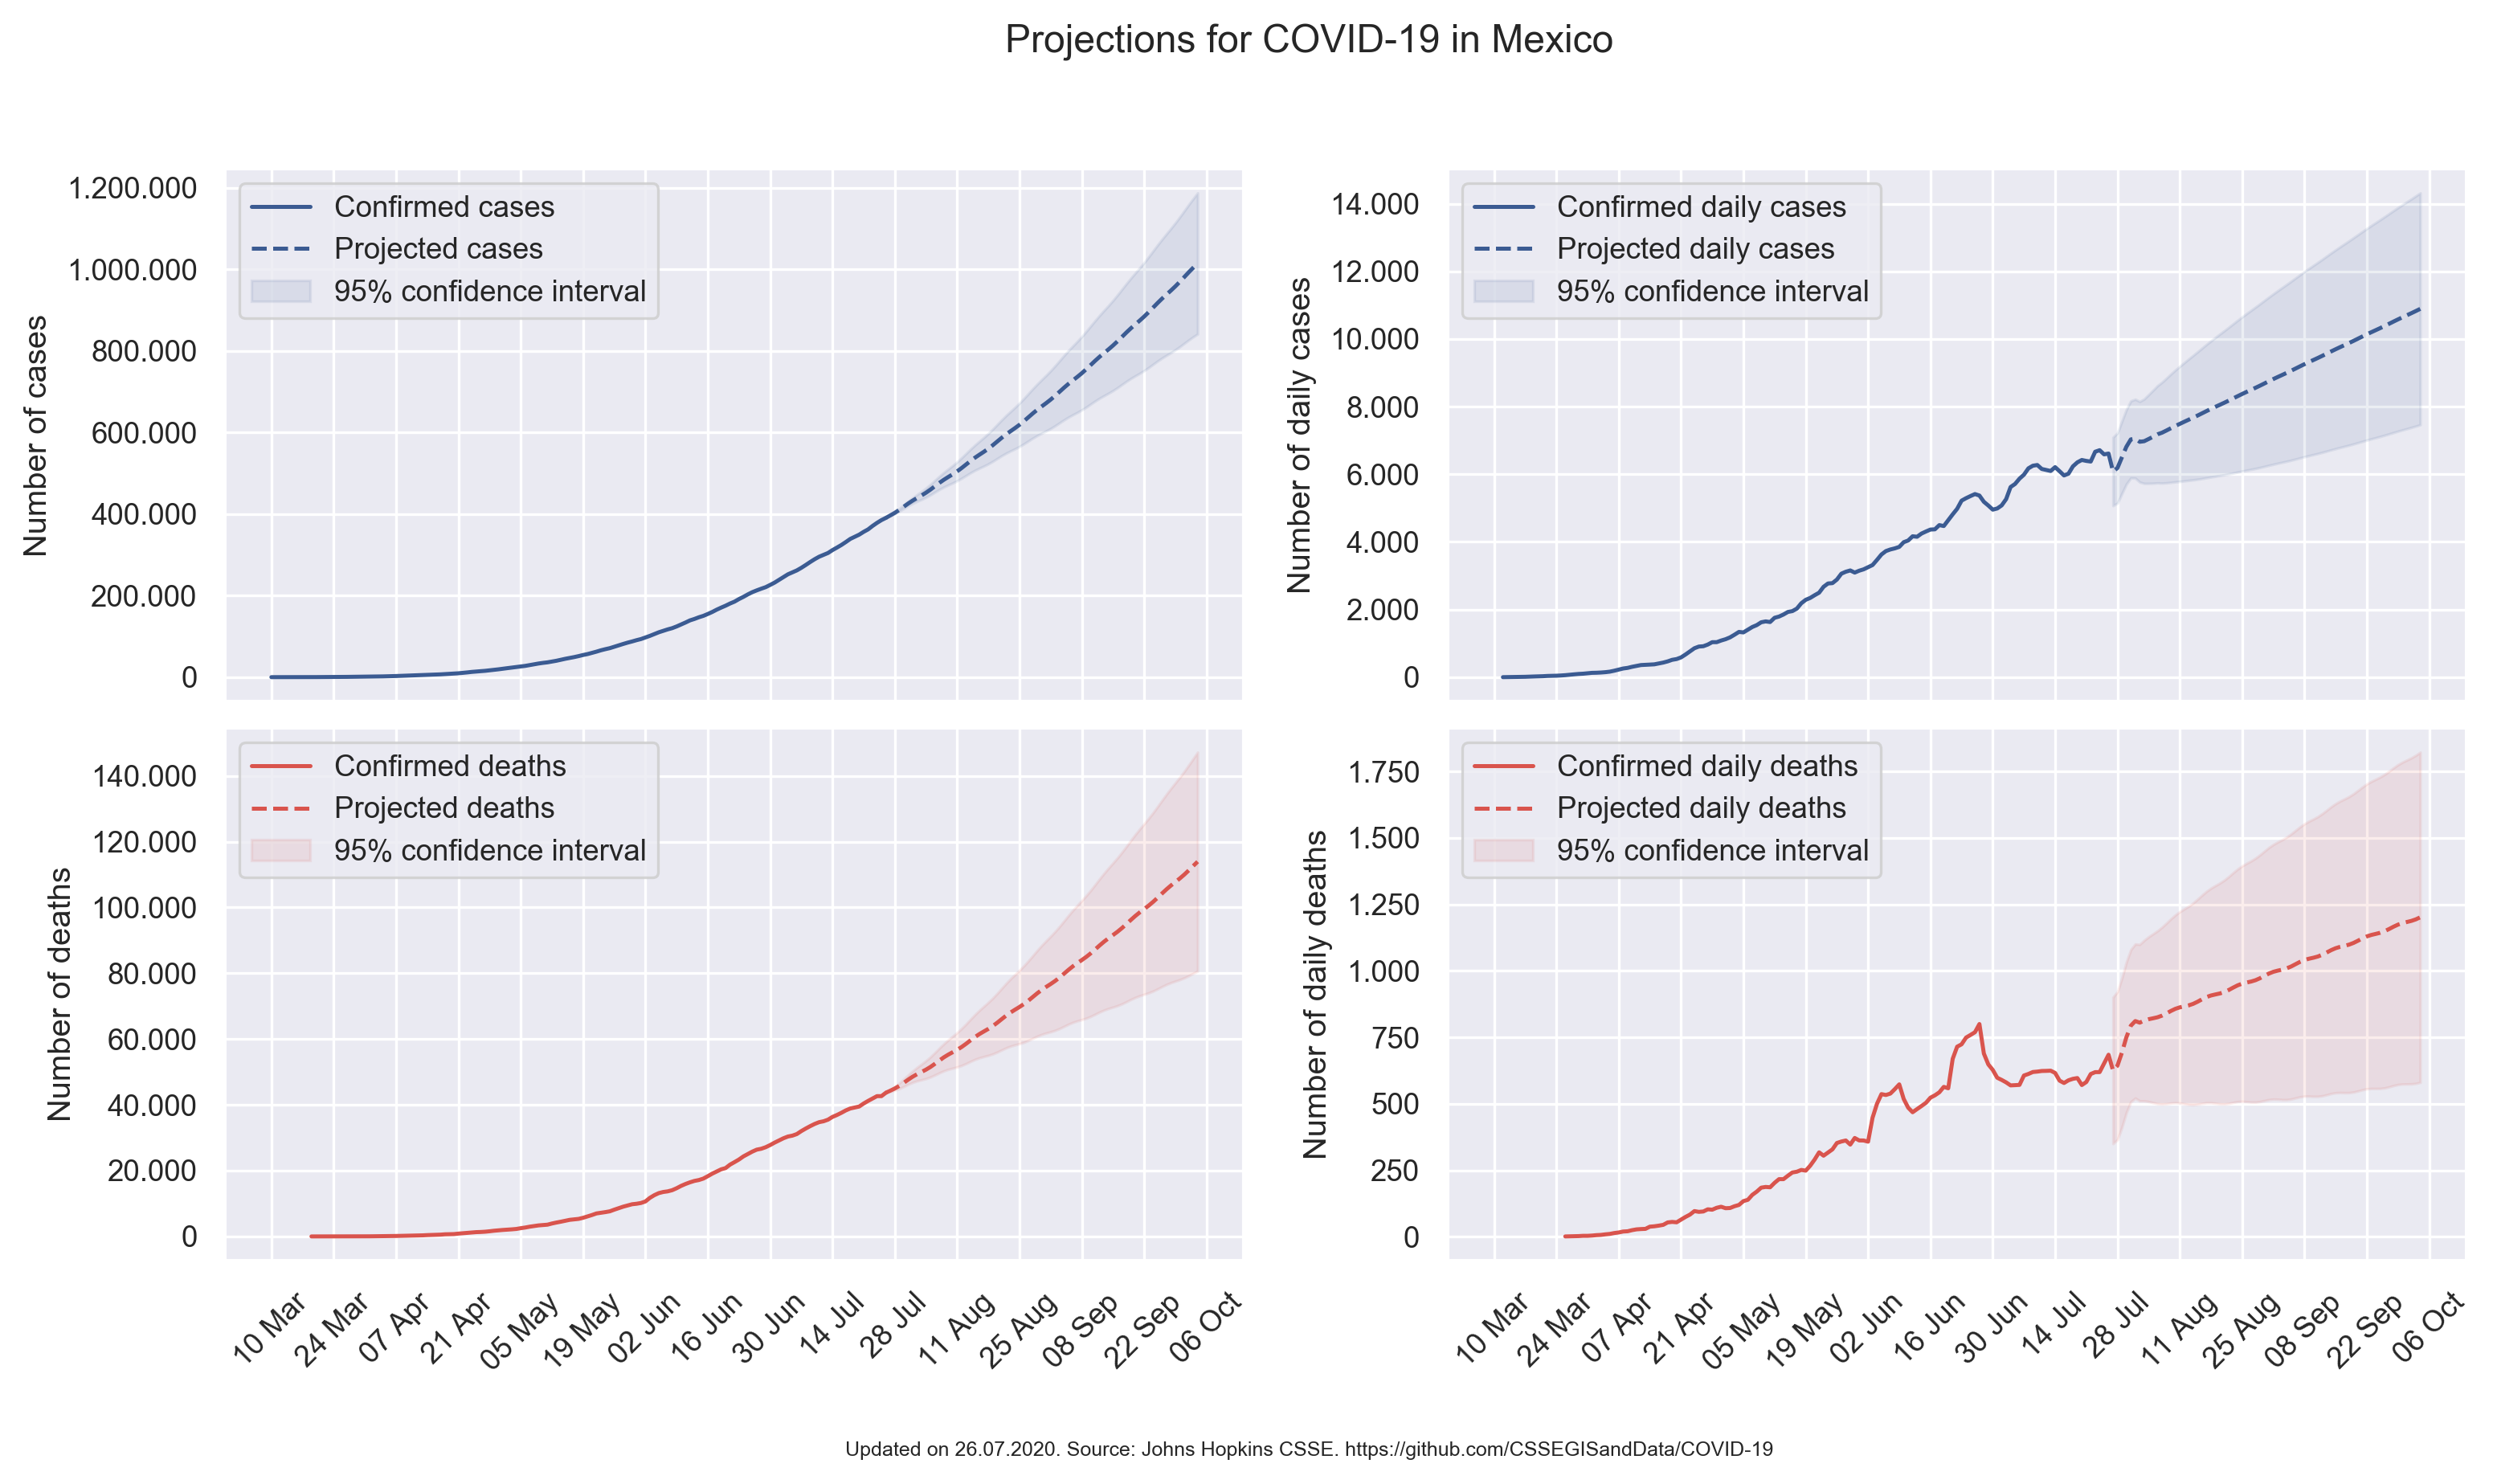 Projections for COVID-19 in Mexico
Number of cases
1.200.000
1.000.000
800.000
600.000
400.000
200.000
0
Confirmed cases
Projected cases
95% confidence interval
Number of daily cases
14.000
12.000
10.000
8.000
6.000
4.000
2.000
0
Confirmed daily cases
Projected daily cases
95% confidence interval
Number of deaths
140.000
120.000
100.000
80.000
60.000
40.000
20.000
0
Confirmed deaths
Projected deaths
95% confidence interval
10 Mar
24 Mar
07 Apr
21 Apr
05 May
19 May
02 Jun
16 Jun
30 Jun
14 Jul
28 Jul
11 Aug
25 Aug
08 Sep
22 Sep
06 Oct
Number of daily deaths
1.750
1.500
1.250
1.000
750
500
250
0
Confirmed daily deaths
Projected daily deaths
95% confidence interval
10 Mar
24 Mar
07 Apr
21 Apr
05 May
19 May
02 Jun
16 Jun
30 Jun
14 Jul
28 Jul
11 Aug
25 Aug
08 Sep
22 Sep
06 Oct
Updated on 26.07.2020. Source: Johns Hopkins CSSE. https://github.com/CSSEGISandData/COVID-19